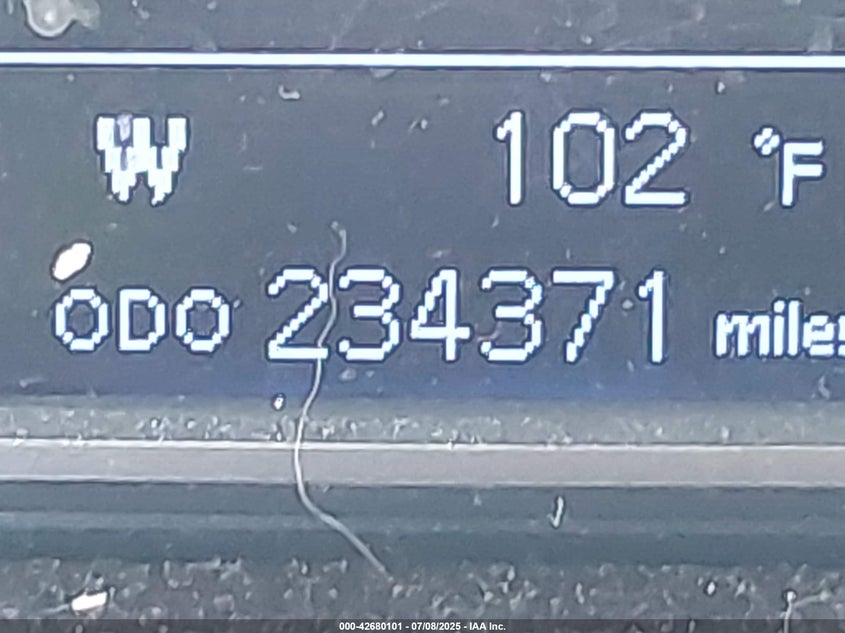 W 102 °F
ODO 234371 miles
000-42680101 - 07/08/2025 - IAA Inc.